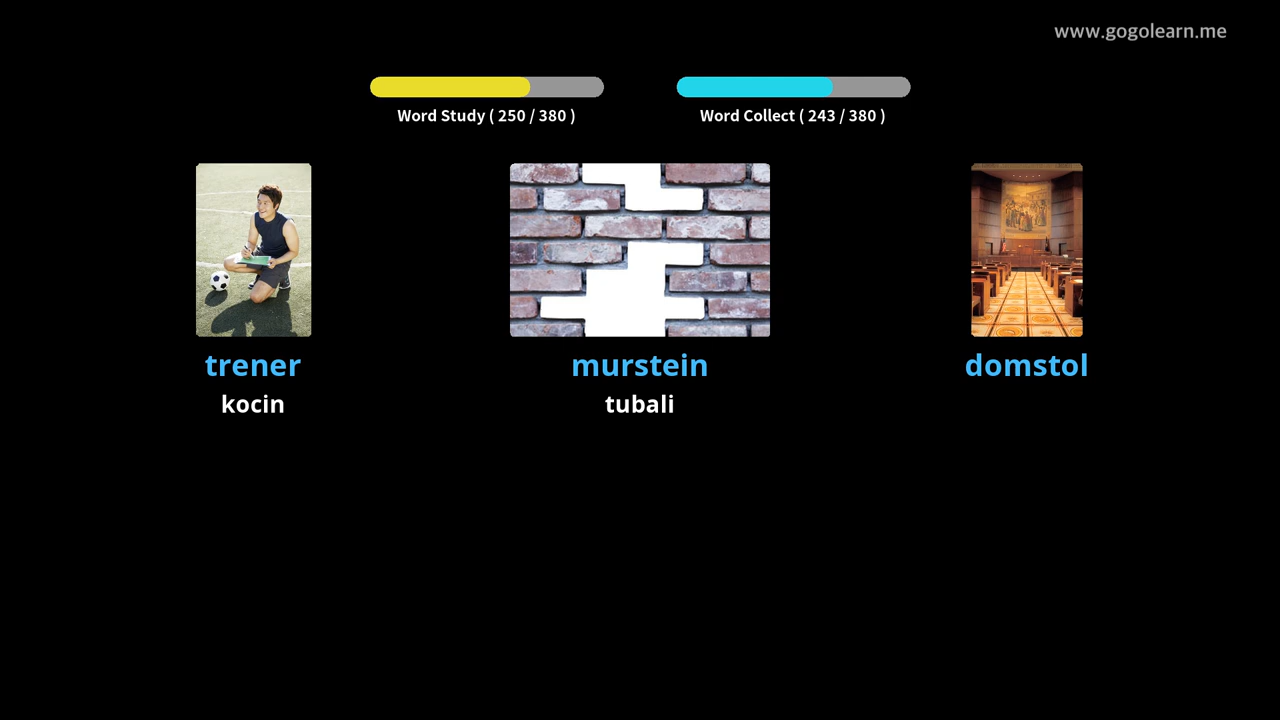 www.gogolearn.me
Word Study ( 250 / 380 )
Word Collect ( 243 / 380 )
trener
murstein
domstol
kocin
tubali